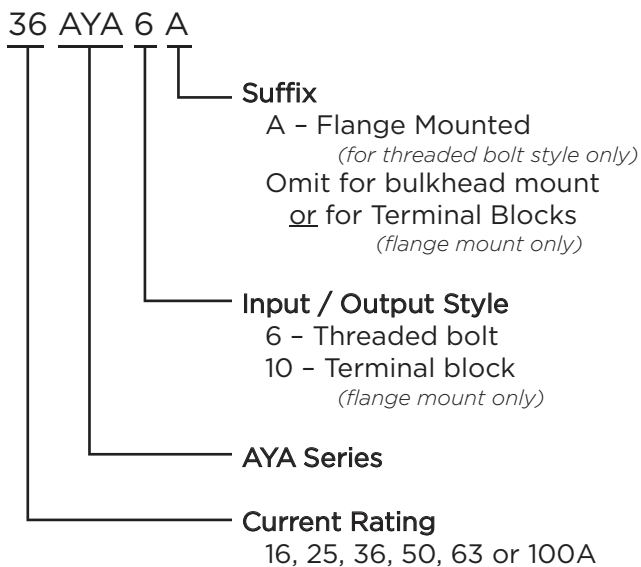 36 AYA 6 A
Suffix
A – Flange Mounted
(for threaded bolt style only)
Omit for bulkhead mount
or for Terminal Blocks
(flange mount only)
Input / Output Style
6 – Threaded bolt
10 – Terminal block
(flange mount only)
AYA Series
Current Rating
16, 25, 36, 50, 63 or 100A